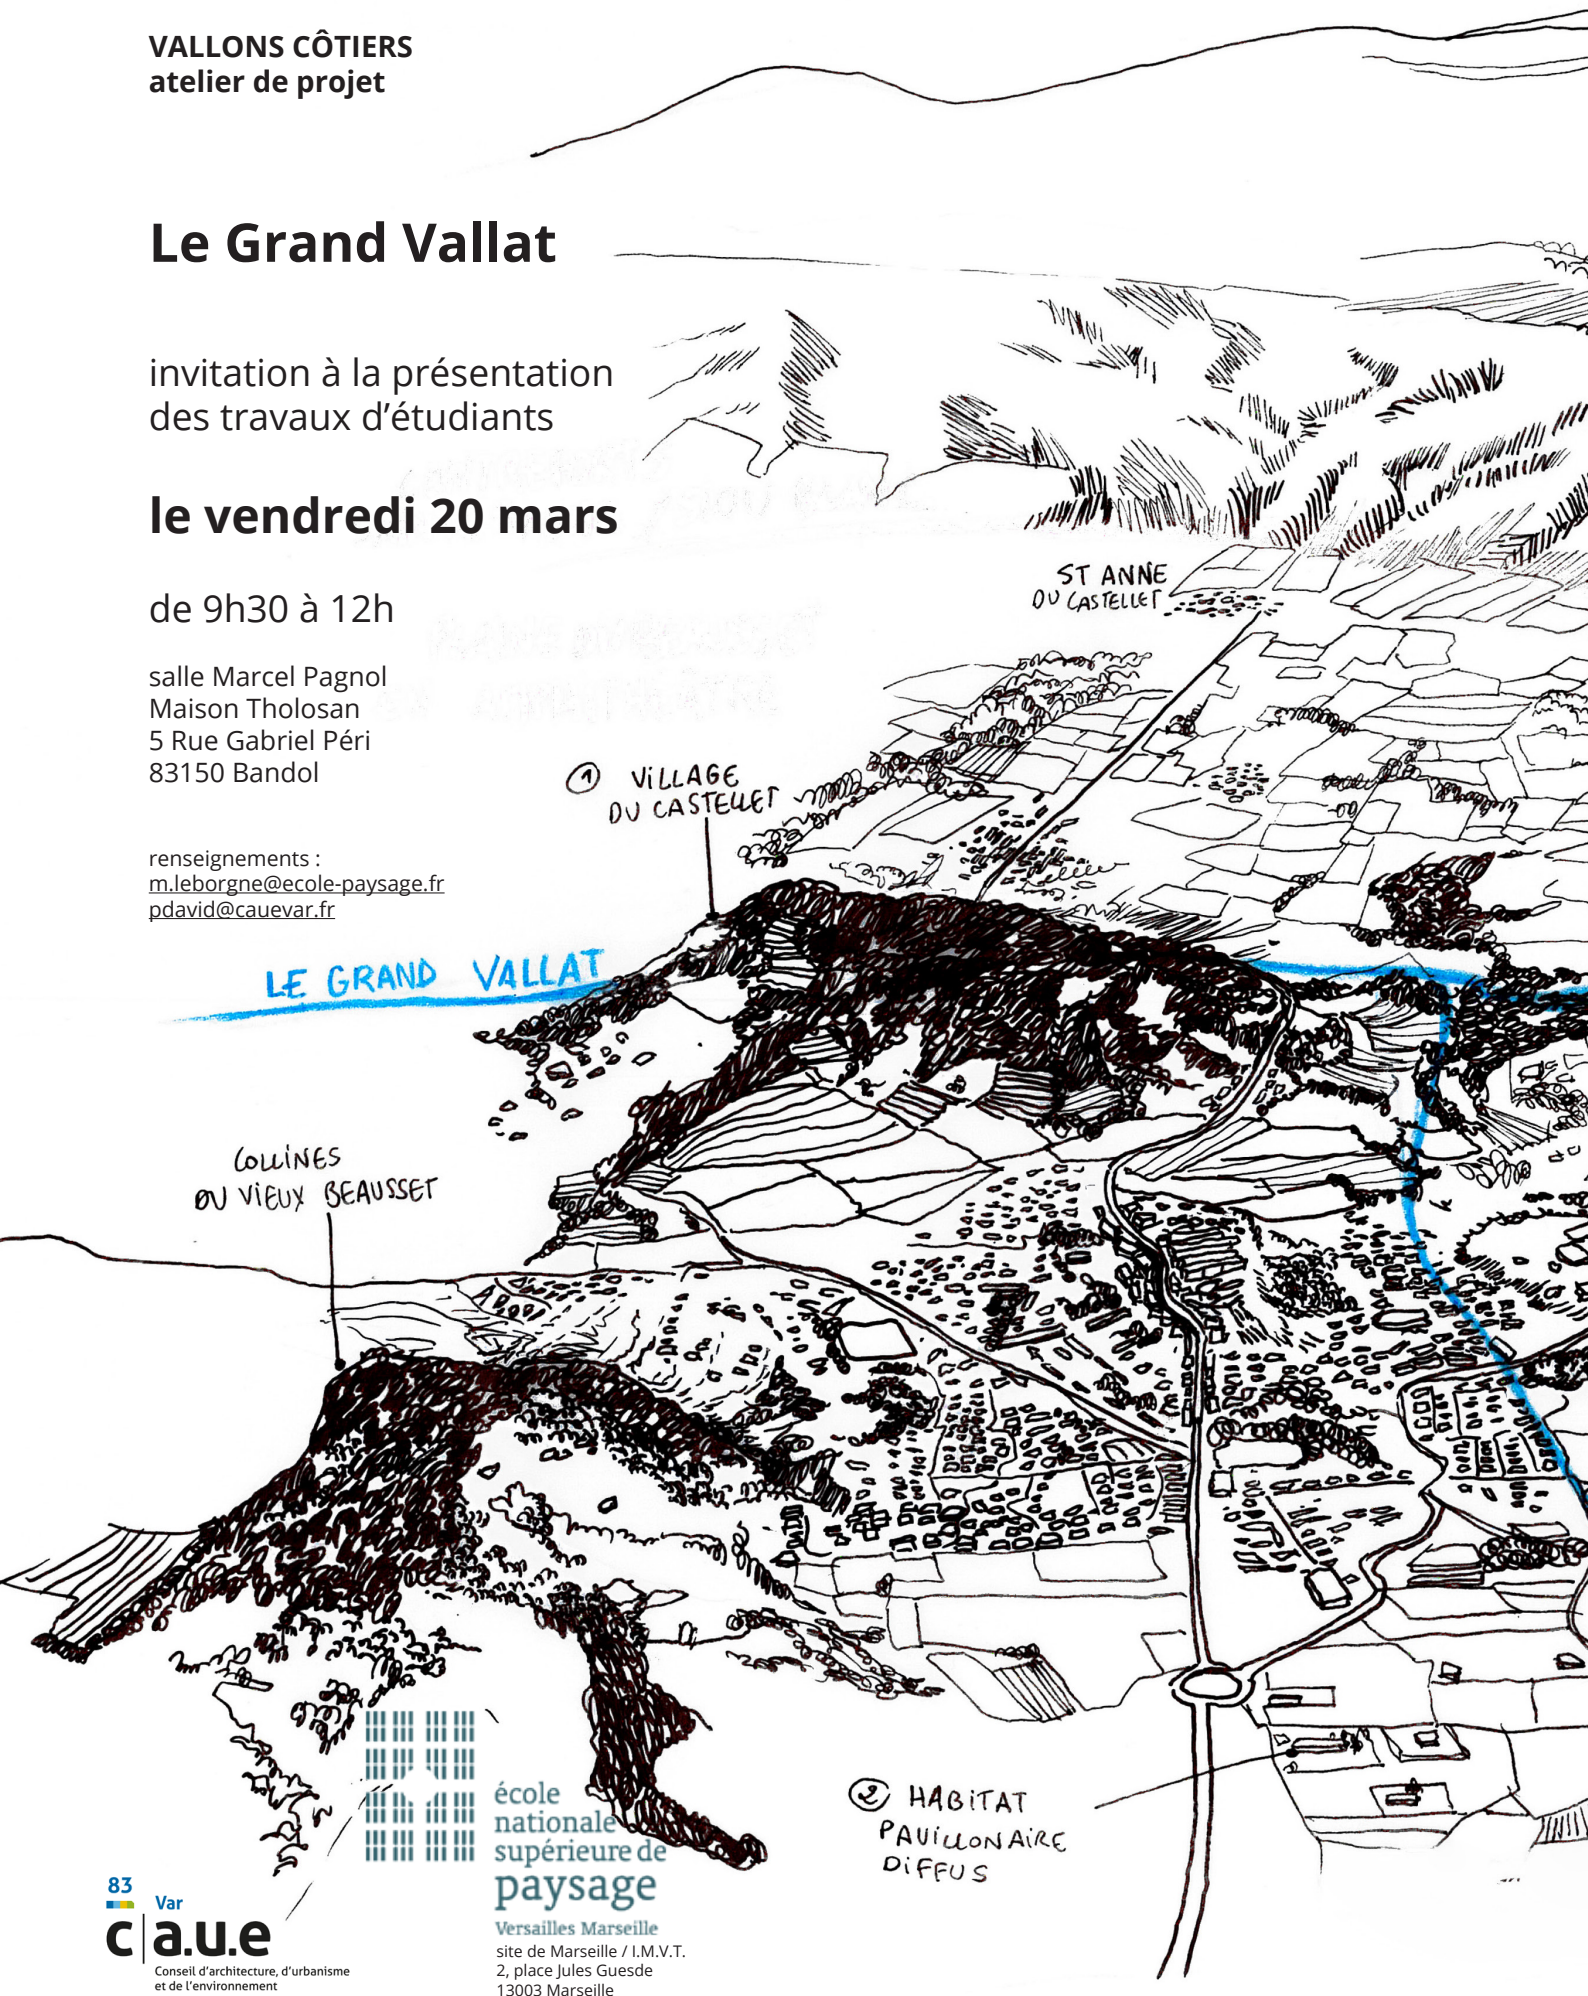 VALLONS CÔTIERS
atelier de projet
Le Grand Vallat
invitation à la présentation
des travaux d’étudiants
le vendredi 20 mars
de 9h30 à 12h
salle Marcel Pagnol
Maison Tholosan
5 Rue Gabriel Péri
83150 Bandol
renseignements :
m.leborgne@ecole-paysage.fr
pdavid@cauevar.fr
ST ANNE
DU CASTELLET
1 VILLAGE
DU CASTELLET
LE GRAND VALLAT
COLLINES
DU VIEUX BEAUSSET
2 HABITAT
PAVILLONAIRE
DIFFUS
83
Var
c|a.u.e
Conseil d'architecture, d'urbanisme
et de l'environnement
école
nationale
supérieure de
paysage
Versailles Marseille
site de Marseille / I.M.V.T.
2, place Jules Guesde
13003 Marseille